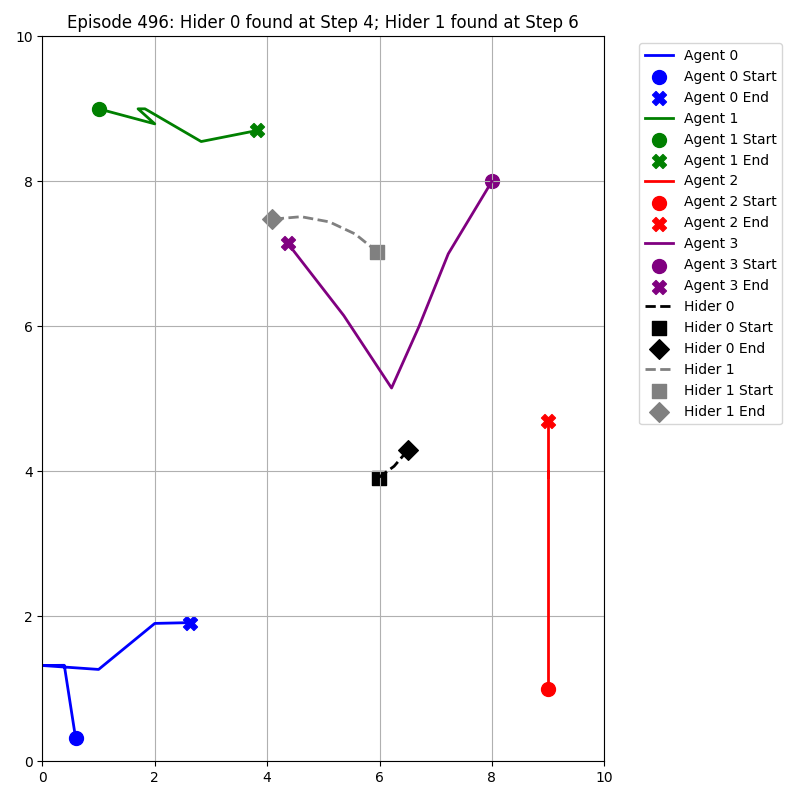 Episode 496: Hider 0 found at Step 4; Hider 1 found at Step 6
10
8
6
4
2
0
0 2 4 6 8 10
Agent 0
Agent 0 Start
Agent 0 End
Agent 1
Agent 1 Start
Agent 1 End
Agent 2
Agent 2 Start
Agent 2 End
Agent 3
Agent 3 Start
Agent 3 End
Hider 0
Hider 0 Start
Hider 0 End
Hider 1
Hider 1 Start
Hider 1 End